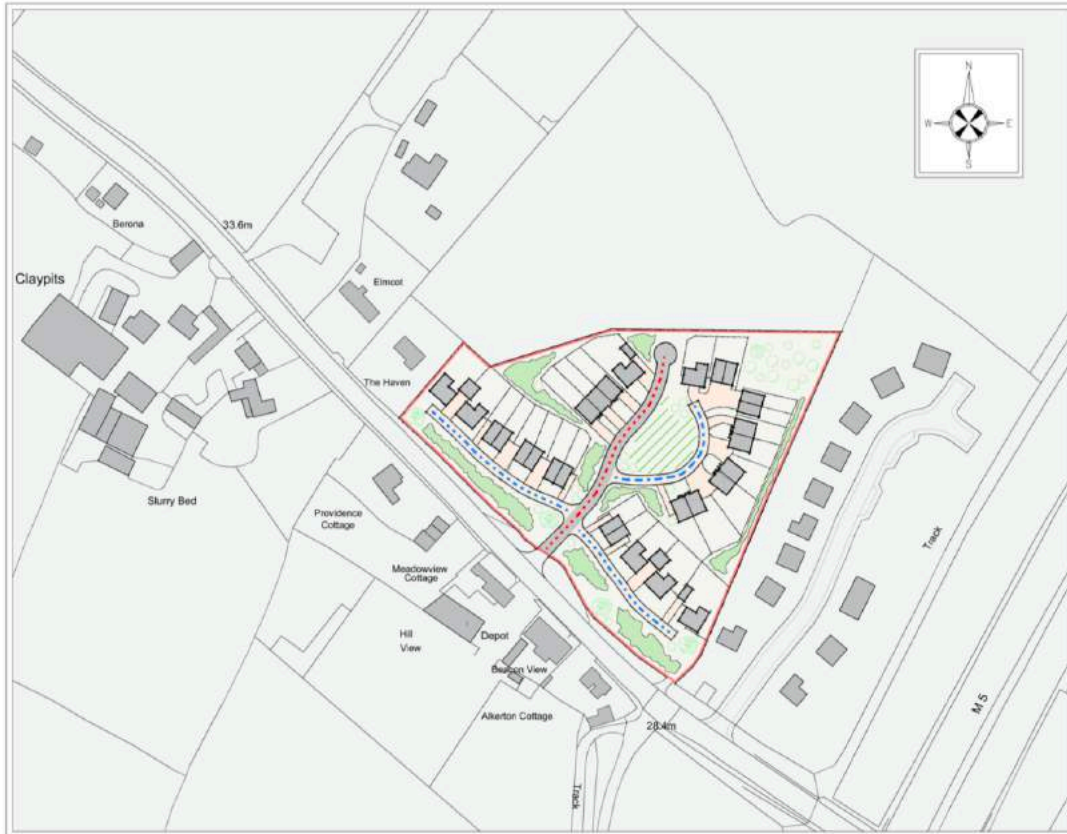 N
W
E
S
Berona
33.6m
Claypits
Elmcot
The Haven
Slurry Bed
Providence
Cottage
Meadowview
Cottage
Hill
View
Depot
Beacon View
Alkerton Cottage
28.4m
Track
Track
M 5